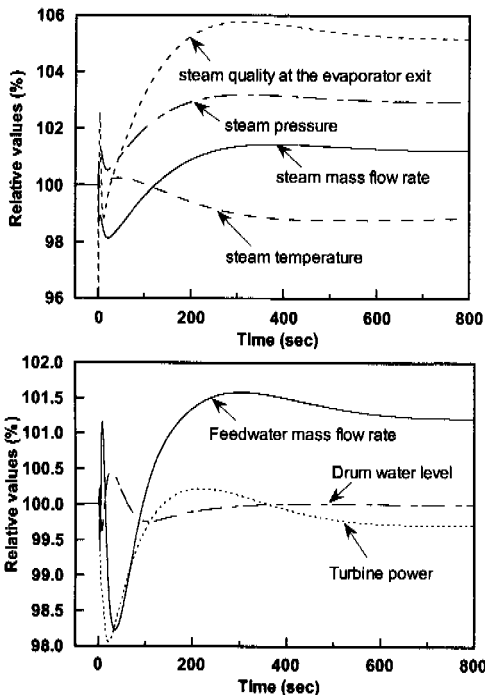 106
104
102
100
98
96
Relative values (%)
steam quality at the evaporator exit
steam pressure
steam mass flow rate
steam temperature
0
200
400
600
800
Time (sec)
102.0
101.5
101.0
100.5
100.0
99.5
99.0
98.5
98.0
Relative values (%)
Feedwater mass flow rate
Drum water level
Turbine power
0
200
400
600
800
Time (sec)